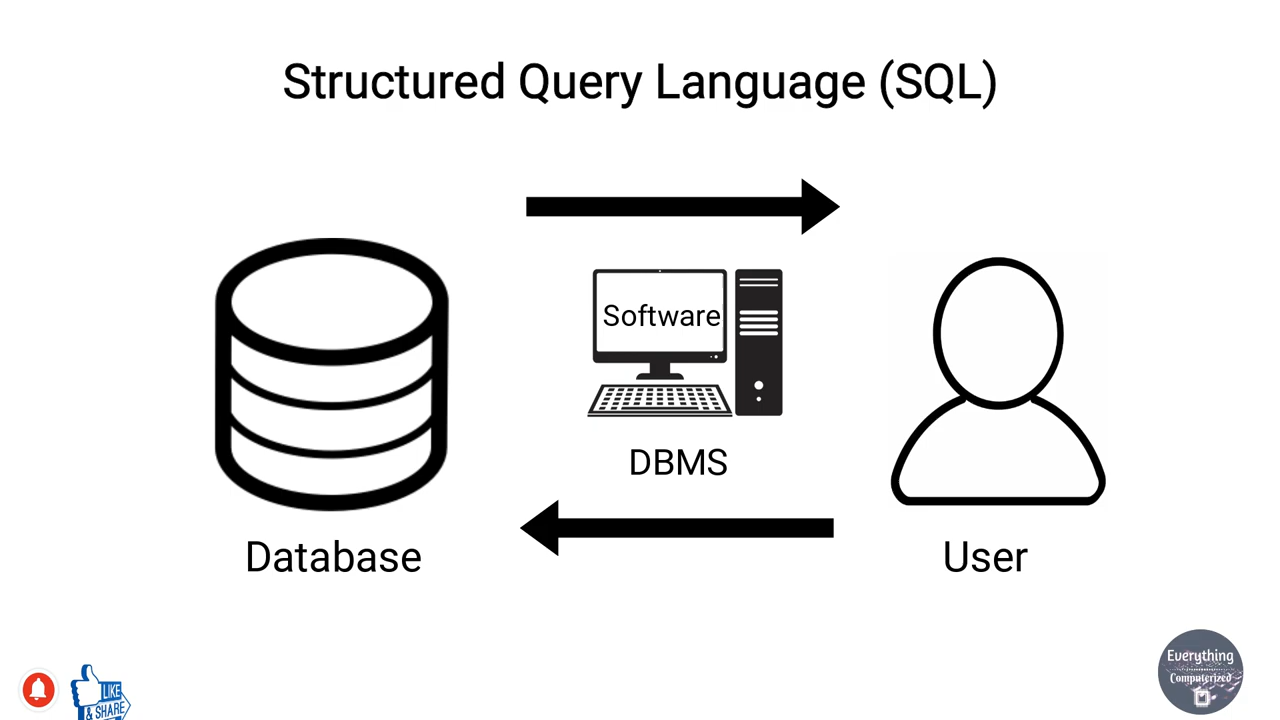 Structured Query Language (SQL)
Software
DBMS
Database
User
LIKE
& SHARE
Everything
Computerized